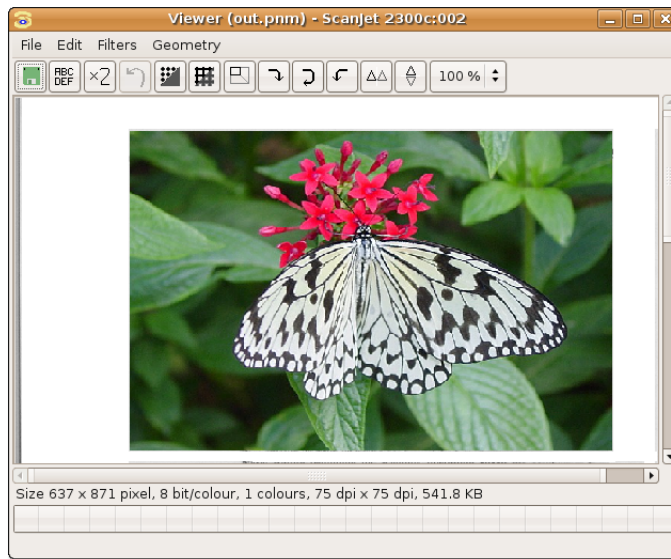 Viewer (out.pnm) - ScanJet 2300c:002
File Edit Filters Geometry
ABC
DEF
×2
100 %
Size 637 x 871 pixel, 8 bit/colour, 1 colours, 75 dpi x 75 dpi, 541.8 KB